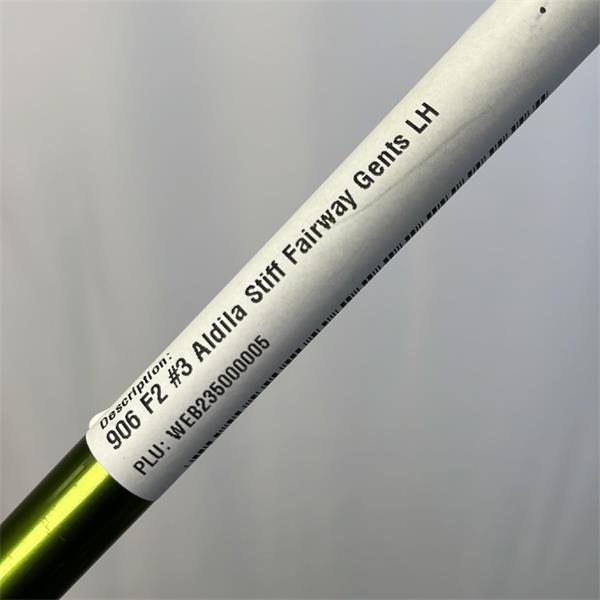 Description:
906 F2 #3 Aldila Stiff Fairway Gents LH
PLU: WEB235000005